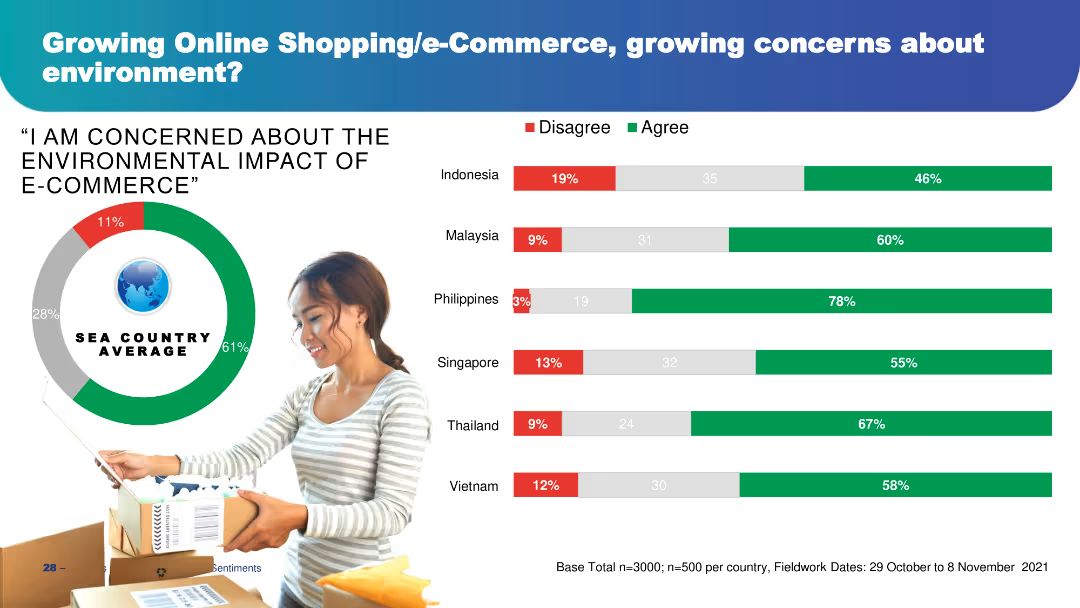 Growing Online Shopping/e-Commerce, growing concerns about
environment?
“I AM CONCERNED ABOUT THE
ENVIRONMENTAL IMPACT OF
E-COMMERCE”
11%
28%
61%
SEA COUNTRY
AVERAGE
Disagree Agree
Indonesia 19% 35 46%
Malaysia 9% 31 60%
Philippines 3% 19 78%
Singapore 13% 32 55%
Thailand 9% 24 67%
Vietnam 12% 30 58%
28 – Sentiments
Base Total n=3000; n=500 per country, Fieldwork Dates: 29 October to 8 November 2021